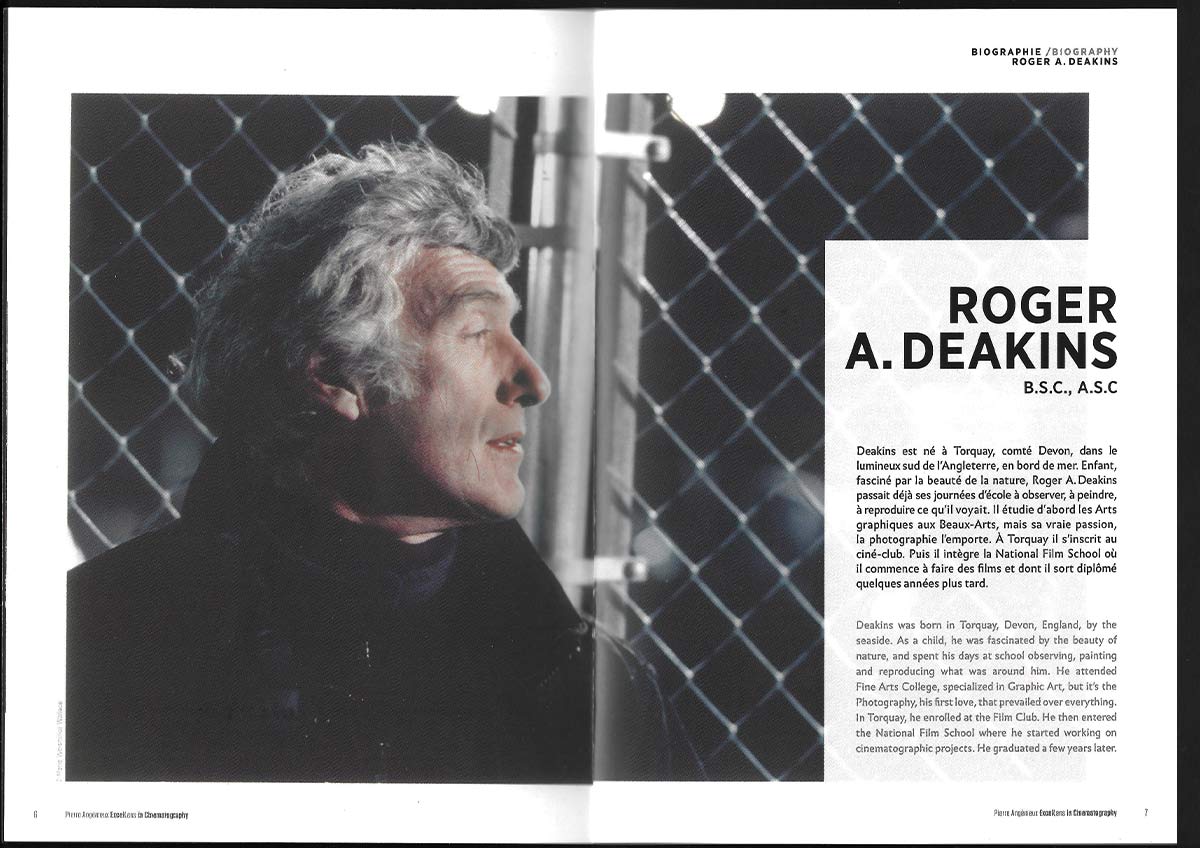 BIOGRAPHIE /BIOGRAPHY
ROGER A. DEAKINS
ROGER
A. DEAKINS
B.S.C., A.S.C
Deakins est né à Torquay, comté Devon, dans le
lumineux sud de l'Angleterre, en bord de mer. Enfant,
fasciné par la beauté de la nature, Roger A. Deakins
passait déjà ses journées d'école à observer, à peindre,
à reproduire ce qu'il voyait. Il étudie d'abord les Arts
graphiques aux Beaux-Arts, mais sa vraie passion,
la photographie l'emporte. À Torquay il s'inscrit au
ciné-club. Puis il intègre la National Film School où
il commence à faire des films et dont il sort diplômé
quelques années plus tard.
Deakins was born in Torquay, Devon, England, by the
seaside. As a child, he was fascinated by the beauty of
nature, and spent his days at school observing, painting
and reproducing what was around him. He attended
Fine Arts College, specialized in Graphic Art, but it's the
Photography, his first love, that prevailed over everything.
In Torquay, he enrolled at the Film Club. He then entered
the National Film School where he started working on
cinematographic projects. He graduated a few years later.
6 Pierre Angénieux ExcelLens in Cinematography
Pierre Angénieux ExcelLens in Cinematography 7